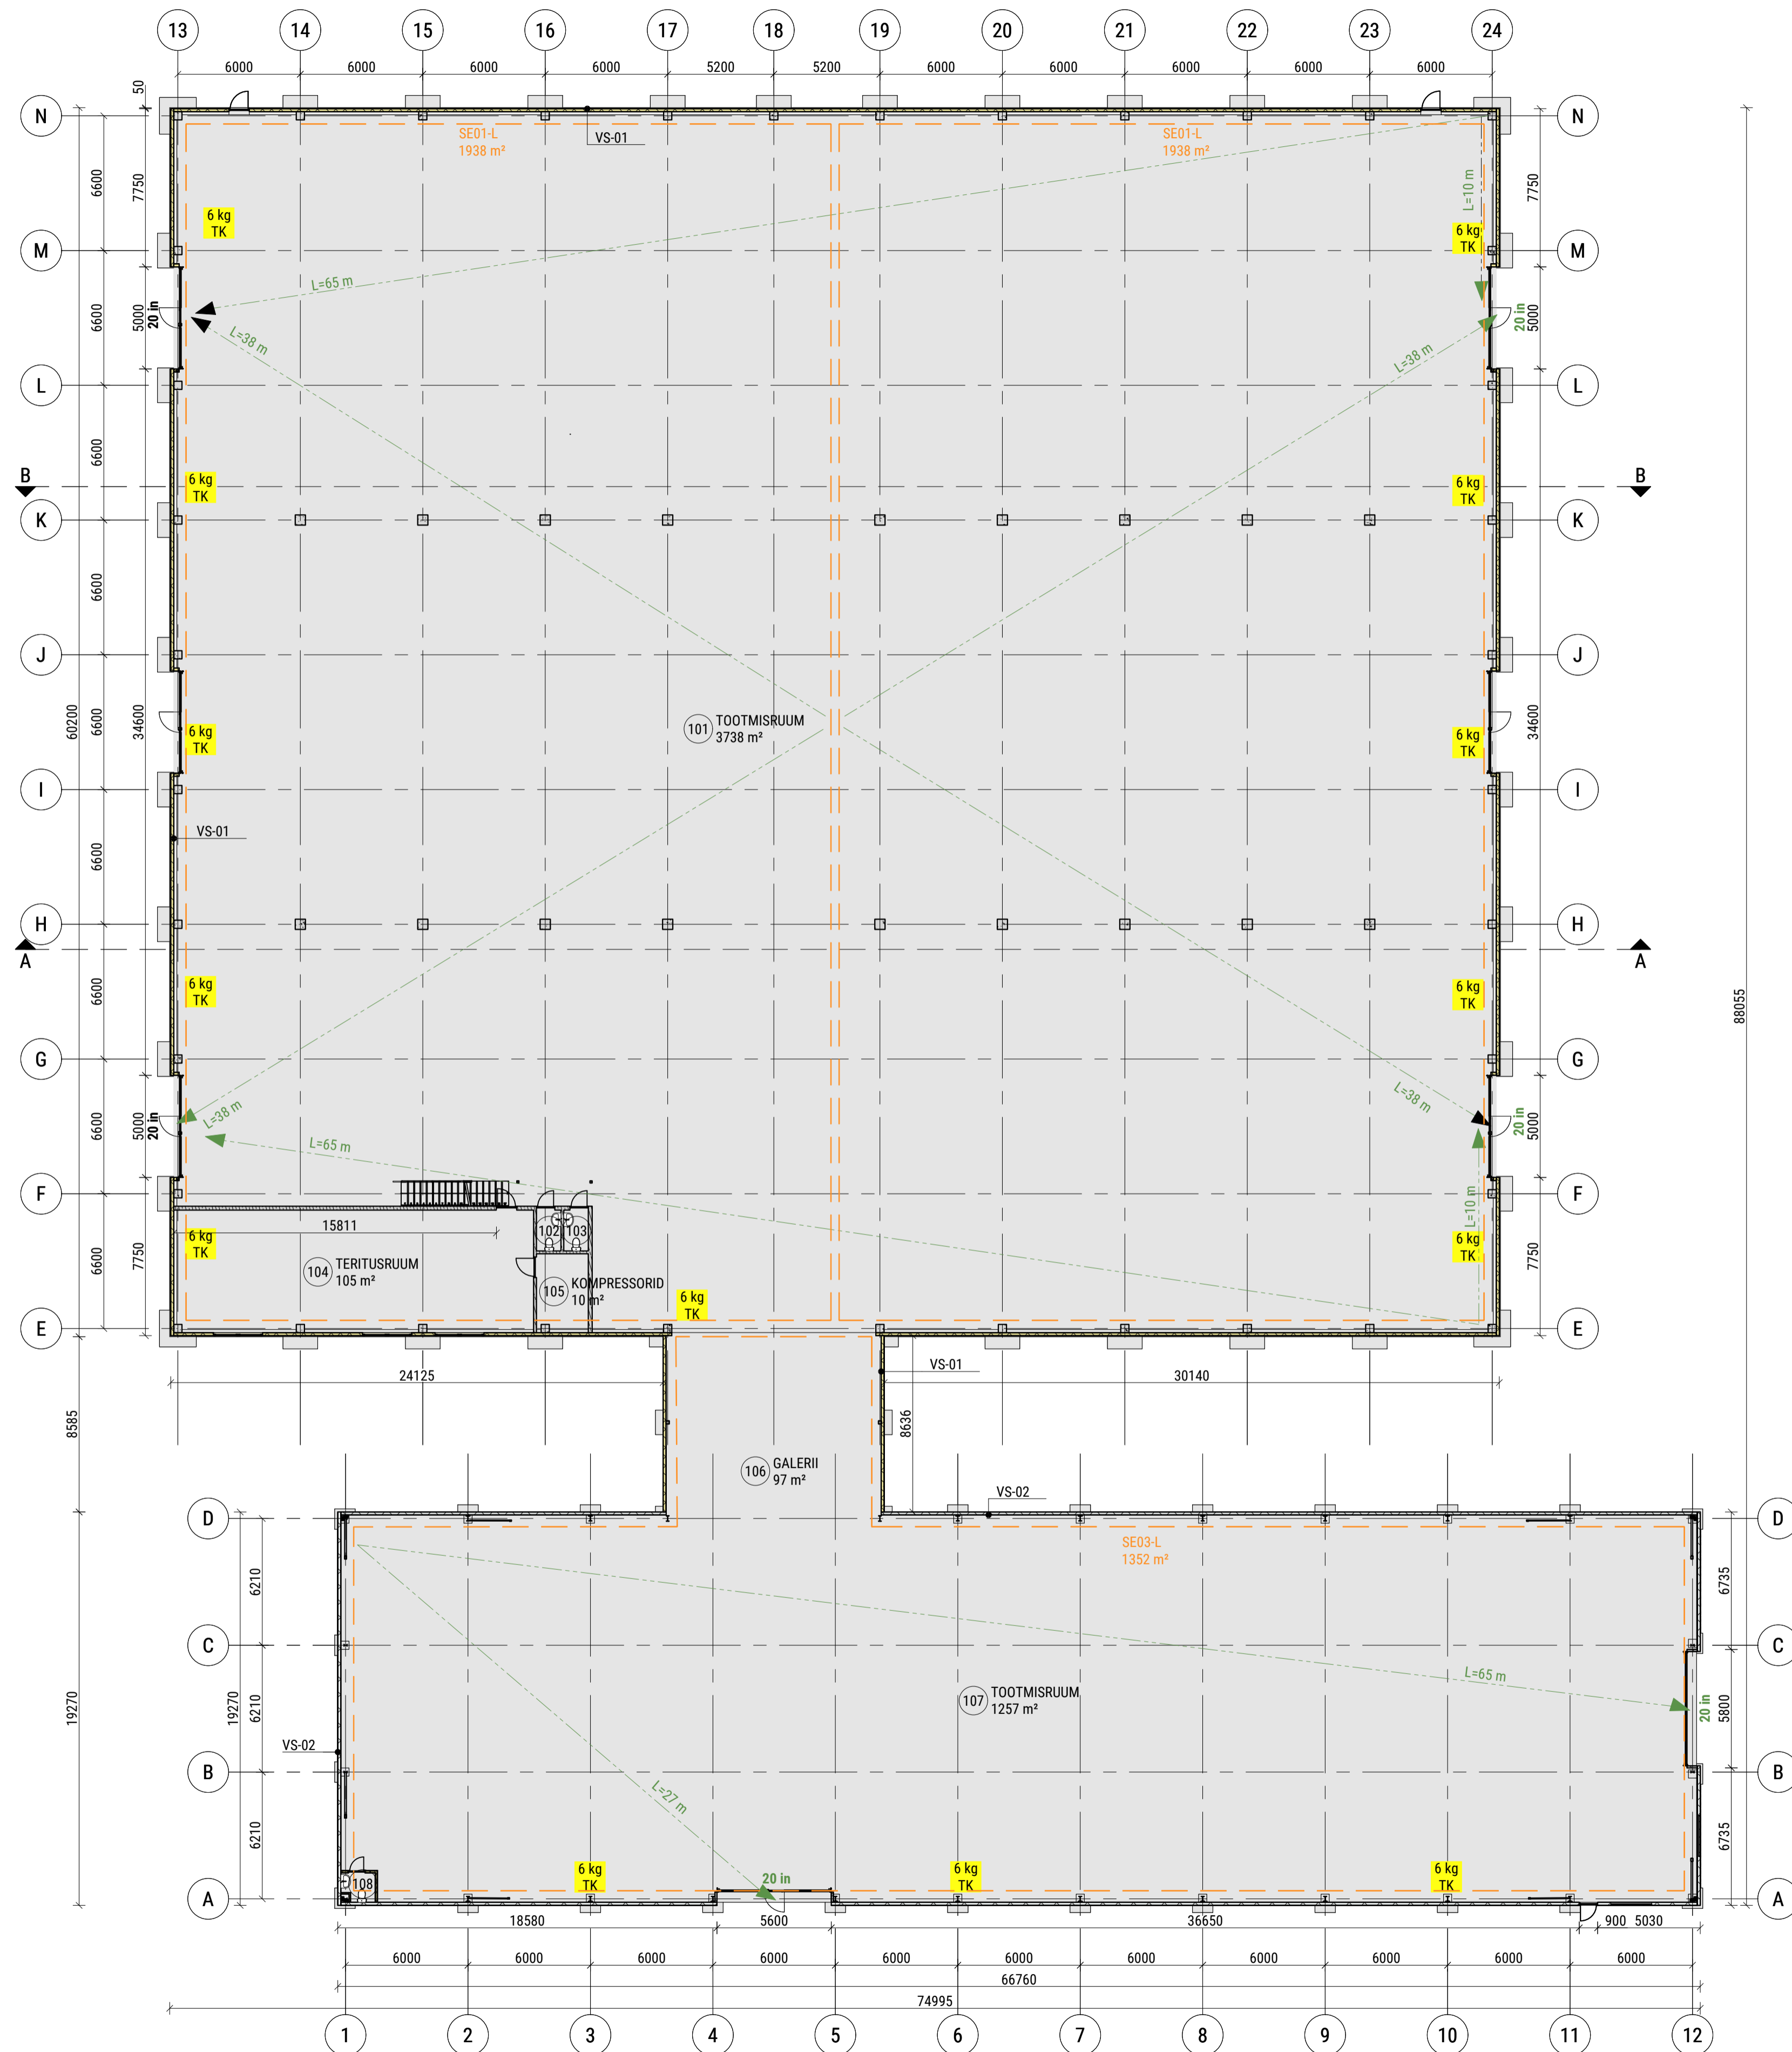 13 14 15 16 17 18 19 20 21 22 23 24
6000 6000 6000 6000 5200 5200 6000 6000 6000 6000 6000
50
N N
SE01-L SE01-L
1938 m² 1938 m²
VS-01
6600 7750 L=10 m 7750
6 kg
TK
6 kg
TK
M M
L=65 m
6600 5000 20 in 20 in 5000
L=38 m L=38 m
L L
6600
B B
6 kg
TK
6 kg
TK
K K
6600
J J
60200 6600 34600 34600
101 TOOTMISRUUM
3738 m²
6 kg
TK
6 kg
TK
I I
VS-01
6600
H H
A A
6600
6 kg
TK
6 kg
TK
88055
G G
L=38 m L=38 m
6600 5000 20 in 20 in 5000
L=65 m
F F
15811
102 103
L=10 m
6600 7750 7750
6 kg
TK
6 kg
TK
104 TERITUSRUUM
105 m²
105 KOMPRESSORID
10 m²
6 kg
TK
E E
VS-01
24125 30140
8585 8636
106 GALERII
97 m²
VS-02
D D
SE03-L
1352 m²
6210 6735
C C
L=65 m
19270 19270 6210 20 in 5800
107 TOOTMISRUUM
1257 m²
VS-02
B B
L=27 m
6210 6735
108
6 kg
TK
20 in
6 kg
TK
6 kg
TK
A A
18580 5600 36650 900 5030
6000 6000 6000 6000 6000 6000 6000 6000 6000 6000 6000
66760
74995
1 2 3 4 5 6 7 8 9 10 11 12